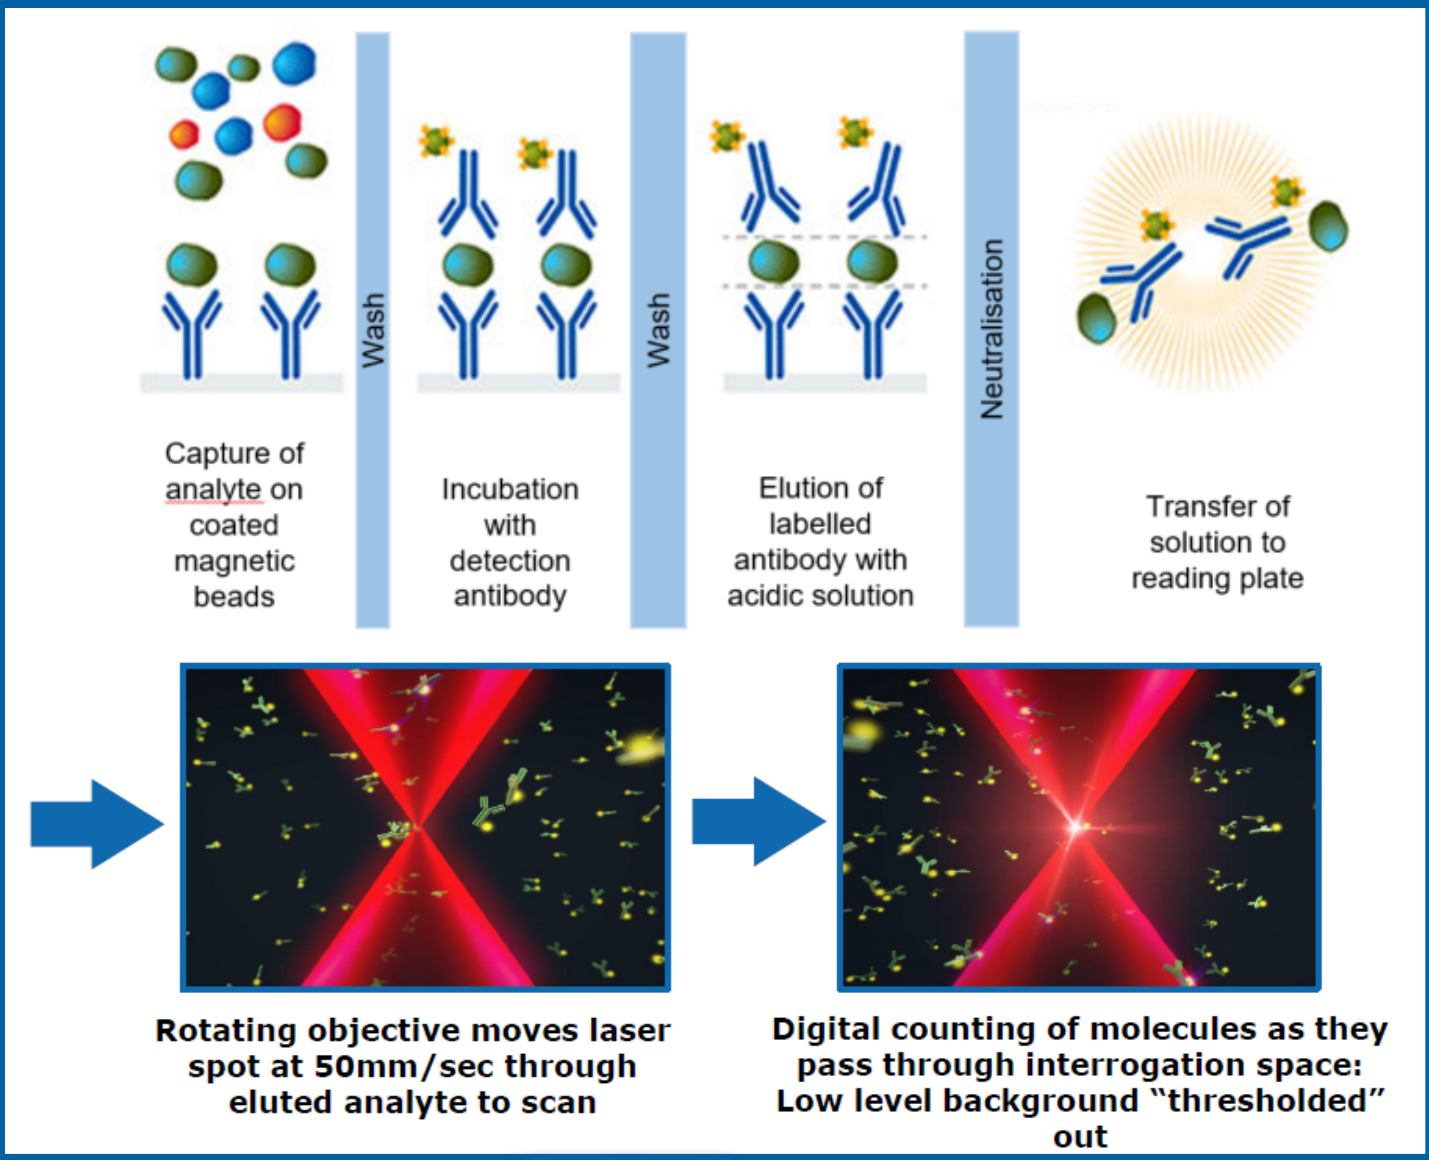 Capture of
analyte on
coated
magnetic
beads
Wash
Incubation
with
detection
antibody
Wash
Elution of
labelled
antibody with
acidic solution
Neutralisation
Transfer of
solution to
reading plate
Rotating objective moves laser
spot at 50mm/sec through
eluted analyte to scan
Digital counting of molecules as they
pass through interrogation space:
Low level background “thresholded”
out